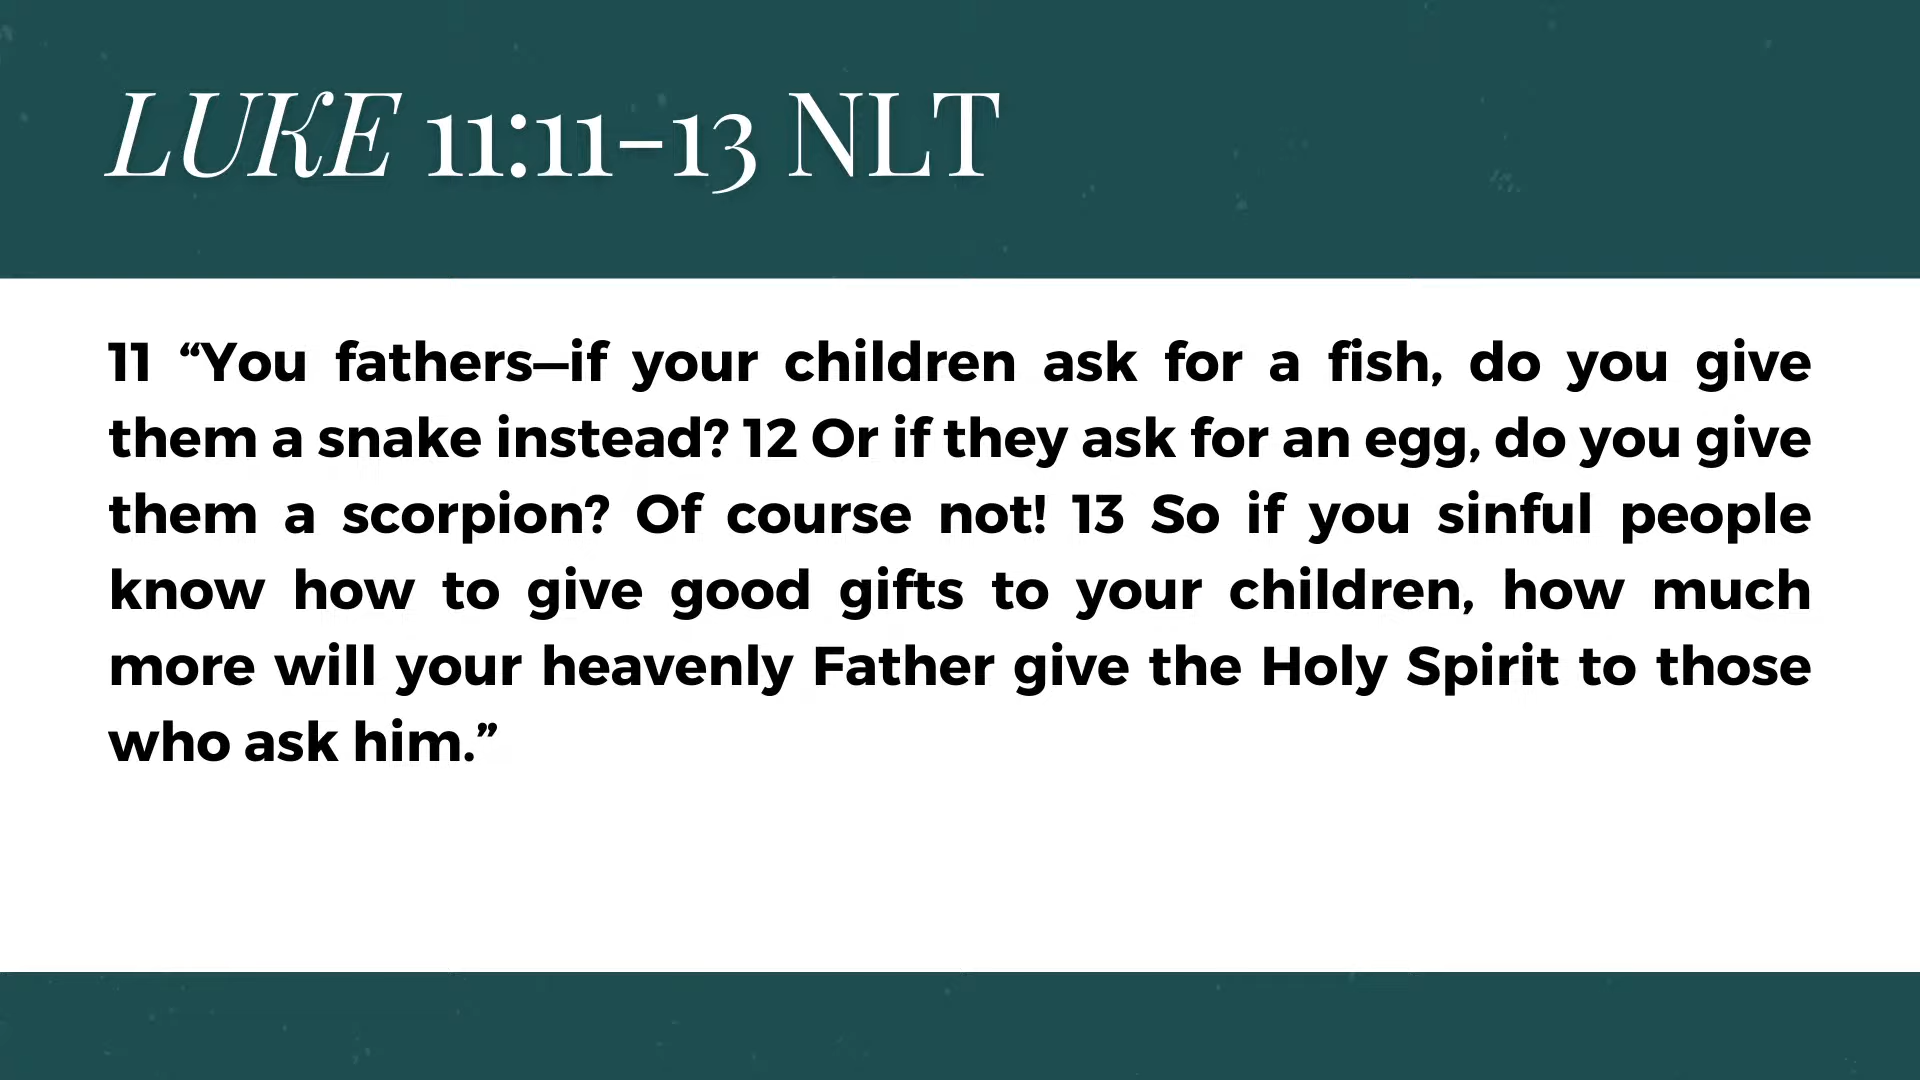 LUKE 11:11-13 NLT
11 “You fathers—if your children ask for a fish, do you give
them a snake instead? 12 Or if they ask for an egg, do you give
them a scorpion? Of course not! 13 So if you sinful people
know how to give good gifts to your children, how much
more will your heavenly Father give the Holy Spirit to those
who ask him.”